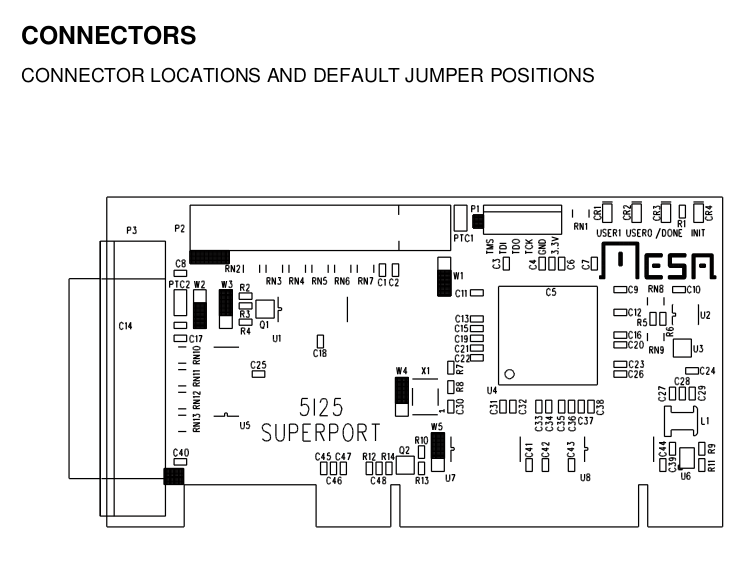 CONNECTORS
CONNECTOR LOCATIONS AND DEFAULT JUMPER POSITIONS
P3
P2
PTC1
P1
TMS
TDI
TDO
TCK
GND
3.3V
RN1
CR1
CR2
CR3
R1
CR4
USER1 USER0 /DONE INIT
MESA
C8
RN2
RN3 RN4 RN5 RN6 RN7
C1 C2
W1
C3
C4
C6
C7
PTC2
W2
W3
R2
R3
R4
Q1
U1
C11
C5
C9
RN8
C10
C14
C17
C18
C13
C15
C19
C21
C22
C12
R5
R6
U2
C16
C20
RN9
U3
RN10
RN11
RN12
RN13
C25
W4
X1
1
R7
R8
C30
U4
C23
C26
C24
C27
C28
C29
5125
SUPERPORT
U5
C31
C32
C33
C34
C35
C36
C37
C38
L1
C40
C45 C47
C46
R12 R14
C48
Q2
R10
R13
W5
U7
C41
C42
C43
U8
C44
C39
U6
R9
R11